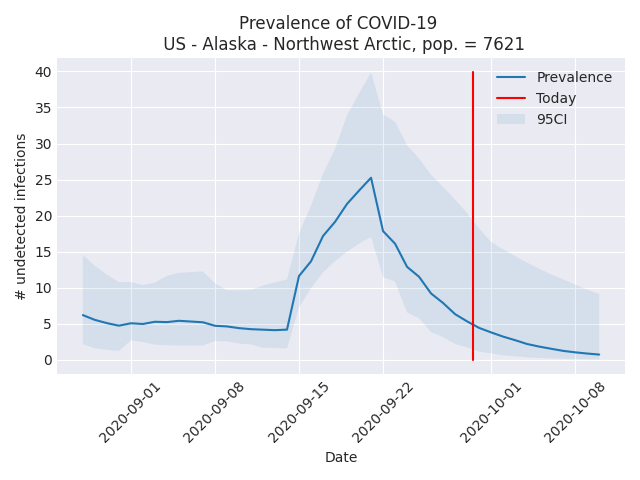 Prevalence of COVID-19
US - Alaska - Northwest Arctic, pop. = 7621
40
35
30
25
20
15
10
5
0
# undetected infections
Prevalence
Today
95CI
2020-09-01
2020-09-08
2020-09-15
2020-09-22
2020-10-01
2020-10-08
Date